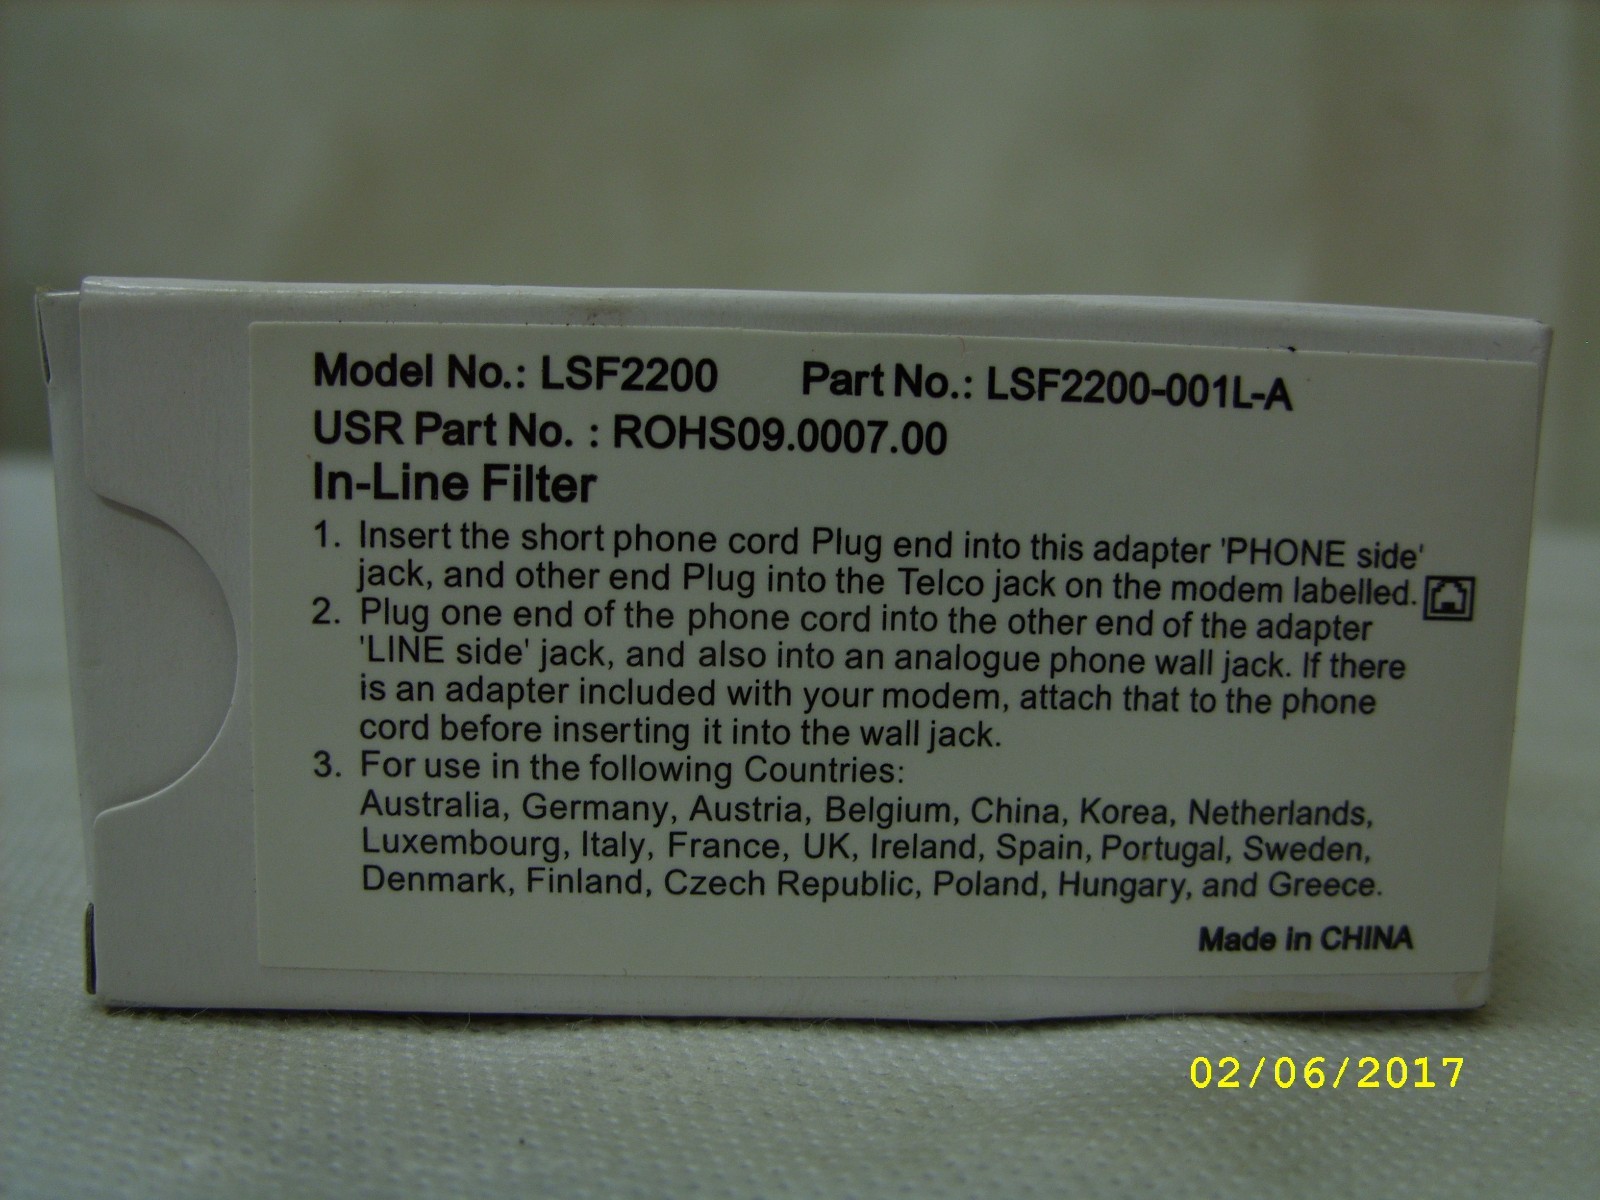 Model No.: LSF2200 Part No.: LSF2200-001L-A
USR Part No. : ROHS09.0007.00
In-Line Filter
1. Insert the short phone cord Plug end into this adapter 'PHONE side'
jack, and other end Plug into the Telco jack on the modem labelled.
2. Plug one end of the phone cord into the other end of the adapter
'LINE side' jack, and also into an analogue phone wall jack. If there
is an adapter included with your modem, attach that to the phone
cord before inserting it into the wall jack.
3. For use in the following Countries:
Australia, Germany, Austria, Belgium, China, Korea, Netherlands,
Luxembourg, Italy, France, UK, Ireland, Spain, Portugal, Sweden,
Denmark, Finland, Czech Republic, Poland, Hungary, and Greece.
Made in CHINA
02/06/2017